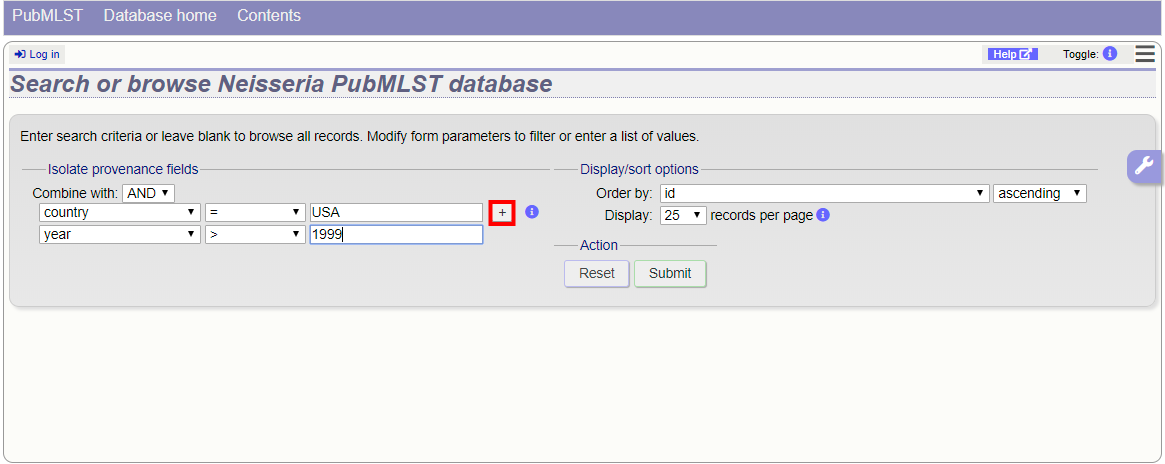 PubMLST Database home Contents
Log in Help Toggle: i
Search or browse Neisseria PubMLST database
Enter search criteria or leave blank to browse all records. Modify form parameters to filter or enter a list of values.
Isolate provenance fields
Combine with: AND
country = USA + i
year > 1999
Display/sort options
Order by: id ascending
Display: 25 records per page i
Action
Reset Submit